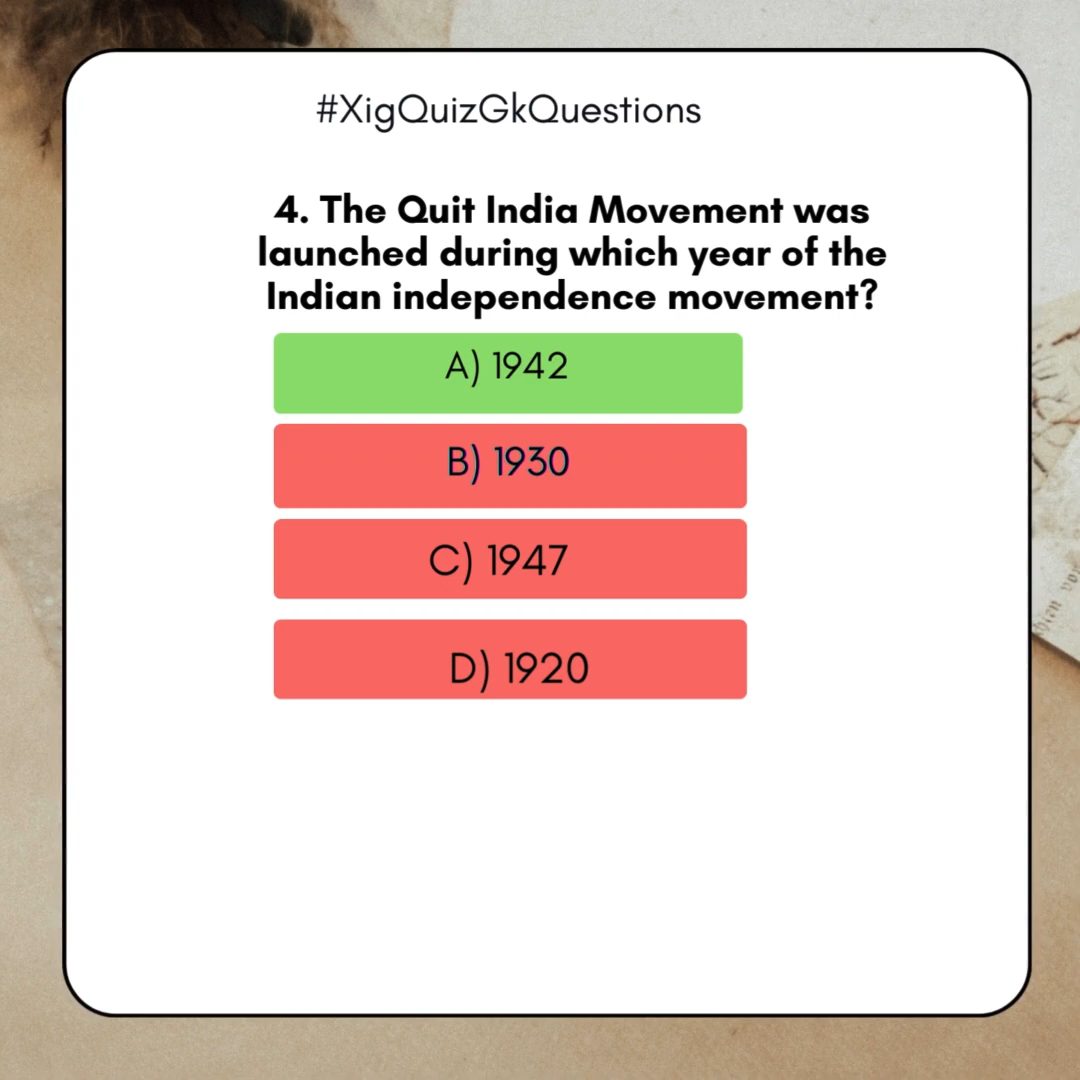 #XigQuizGkQuestions
4. The Quit India Movement was
launched during which year of the
Indian independence movement?
A) 1942
B) 1930
C) 1947
D) 1920